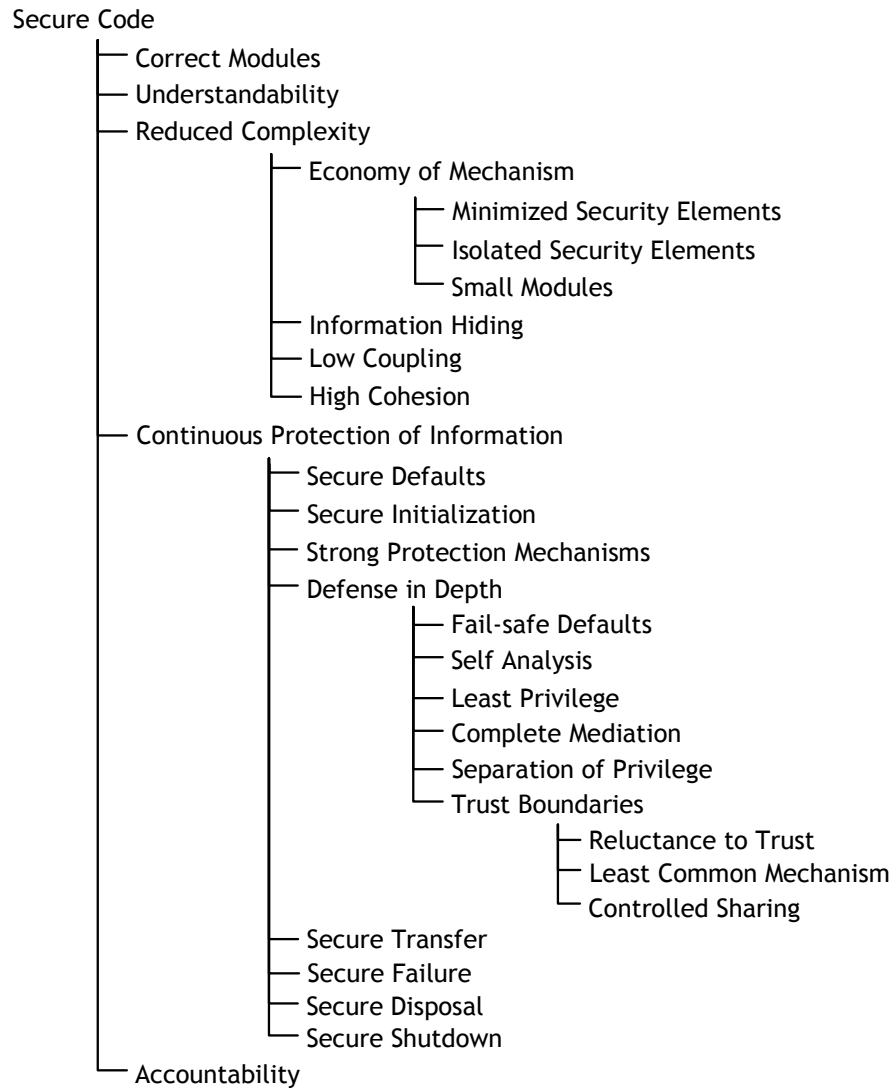 Secure Code
Correct Modules
Understandability
Reduced Complexity
Economy of Mechanism
Minimized Security Elements
Isolated Security Elements
Small Modules
Information Hiding
Low Coupling
High Cohesion
Continuous Protection of Information
Secure Defaults
Secure Initialization
Strong Protection Mechanisms
Defense in Depth
Fail-safe Defaults
Self Analysis
Least Privilege
Complete Mediation
Separation of Privilege
Trust Boundaries
Reluctance to Trust
Least Common Mechanism
Controlled Sharing
Secure Transfer
Secure Failure
Secure Disposal
Secure Shutdown
Accountability